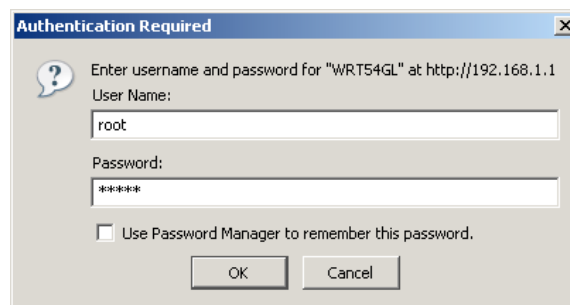 Authentication Required
Enter username and password for "WRT54GL" at http://192.168.1.1
User Name:
root
Password:
*****
Use Password Manager to remember this password.
OK
Cancel